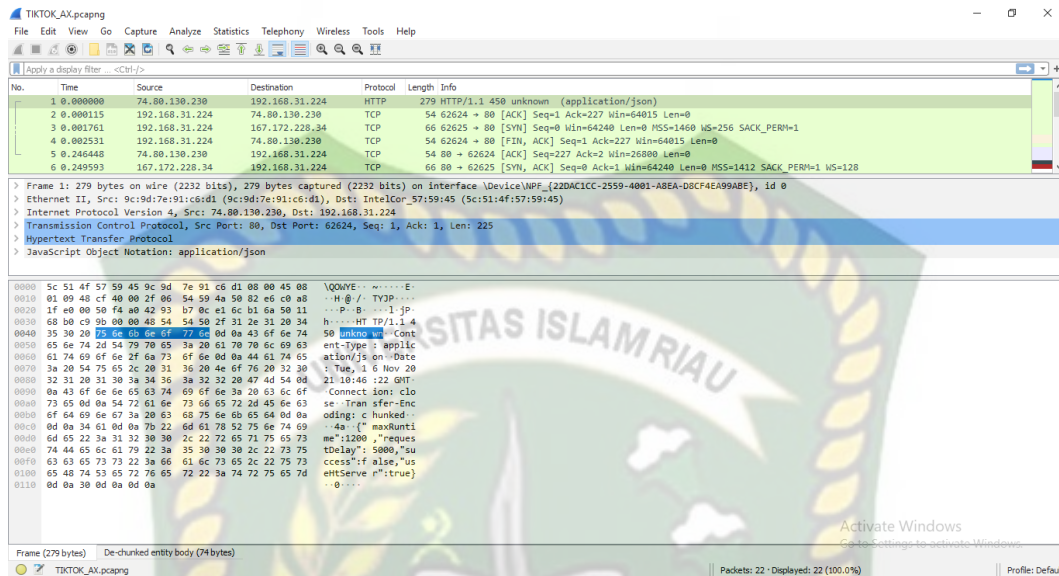 TIKTOK_AX.pcapng
File Edit View Go Capture Analyze Statistics Telephony Wireless Tools Help
Apply a display filter ... <Ctrl-/>
No. Time Source Destination Protocol Length Info
1 0.000000 74.80.130.230 192.168.31.224 HTTP 279 HTTP/1.1 450 unknown (application/json)
2 0.000115 192.168.31.224 74.80.130.230 TCP 54 62624 → 80 [ACK] Seq=1 Ack=227 Win=64015 Len=0
3 0.001761 192.168.31.224 167.172.228.34 TCP 66 62625 → 80 [SYN] Seq=0 Win=64240 Len=0 MSS=1460 WS=256 SACK_PERM=1
4 0.002531 192.168.31.224 74.80.130.230 TCP 54 62624 → 80 [FIN, ACK] Seq=1 Ack=227 Win=64015 Len=0
5 0.246448 74.80.130.230 192.168.31.224 TCP 54 80 → 62624 [ACK] Seq=227 Ack=2 Win=26800 Len=0
6 0.249593 167.172.228.34 192.168.31.224 TCP 66 80 → 62625 [SYN, ACK] Seq=0 Ack=1 Win=64240 Len=0 MSS=1412 SACK_PERM=1 WS=128
> Frame 1: 279 bytes on wire (2232 bits), 279 bytes captured (2232 bits) on interface \Device\NPF_{22DAC1CC-2559-4001-A8EA-D8CF4EA99ABE}, id 0
> Ethernet II, Src: 9c:9d:7e:91:c6:d1 (9c:9d:7e:91:c6:d1), Dst: IntelCor_57:59:45 (5c:51:4f:57:59:45)
> Internet Protocol Version 4, Src: 74.80.130.230, Dst: 192.168.31.224
> Transmission Control Protocol, Src Port: 80, Dst Port: 62624, Seq: 1, Ack: 1, Len: 225
> Hypertext Transfer Protocol
> JavaScript Object Notation: application/json
0000 5c 51 4f 57 59 45 9c 9d 7e 91 c6 d1 08 00 45 08 \QOWYE·· ~·····E·
0010 01 09 48 cf 40 00 2f 06 54 59 4a 50 82 e6 c0 a8 ··H·@·/· TYJP····
0020 1f e0 00 50 f4 a0 42 93 b7 0c e1 6c b1 6a 50 11 ···P··B· ···l·jP·
0030 68 b0 c9 9b 00 00 48 54 54 50 2f 31 2e 31 20 34 h·····HT TP/1.1 4
0040 35 30 20 75 6e 6b 6e 6f 77 6e 0d 0a 43 6f 6e 74 50 unkno wn··Cont
0050 65 6e 74 2d 54 79 70 65 3a 20 61 70 70 6c 69 63 ent-Type : applic
0060 61 74 69 6f 6e 2f 6a 73 6f 6e 0d 0a 44 61 74 65 ation/js on··Date
0070 3a 20 54 75 65 2c 20 31 36 20 4e 6f 76 20 32 30 : Tue, 1 6 Nov 20
0080 32 31 20 31 30 3a 34 36 3a 32 32 20 47 4d 54 0d 21 10:46 :22 GMT·
0090 0a 43 6f 6e 6e 65 63 74 69 6f 6e 3a 20 63 6c 6f ·Connect ion: clo
00a0 73 65 0d 0a 54 72 61 6e 73 66 65 72 2d 45 6e 63 se··Tran sfer-Enc
00b0 6f 64 69 6e 67 3a 20 63 68 75 6e 6b 65 64 0d 0a oding: c hunked··
00c0 0d 0a 34 61 0d 0a 7b 22 6d 61 78 52 75 6e 74 69 ··4a··{" maxRunti
00d0 6d 65 22 3a 31 32 30 30 2c 22 72 65 71 75 65 73 me":1200 ,"reques
00e0 74 44 65 6c 61 79 22 3a 35 30 30 30 2c 22 73 75 tDelay": 5000,"su
00f0 63 63 65 73 73 22 3a 66 61 6c 73 65 2c 22 75 73 ccess":f alse,"us
0100 65 48 74 53 65 72 76 65 72 22 3a 74 72 75 65 7d eHtServe r":true}
0110 0d 0a 30 0d 0a 0d 0a ··0····
UNIVERSITAS ISLAM RIAU
Activate Windows
Go to Settings to activate Windows.
Frame (279 bytes) De-chunked entity body (74 bytes)
TIKTOK_AX.pcapng Packets: 22 · Displayed: 22 (100.0%) Profile: Defau